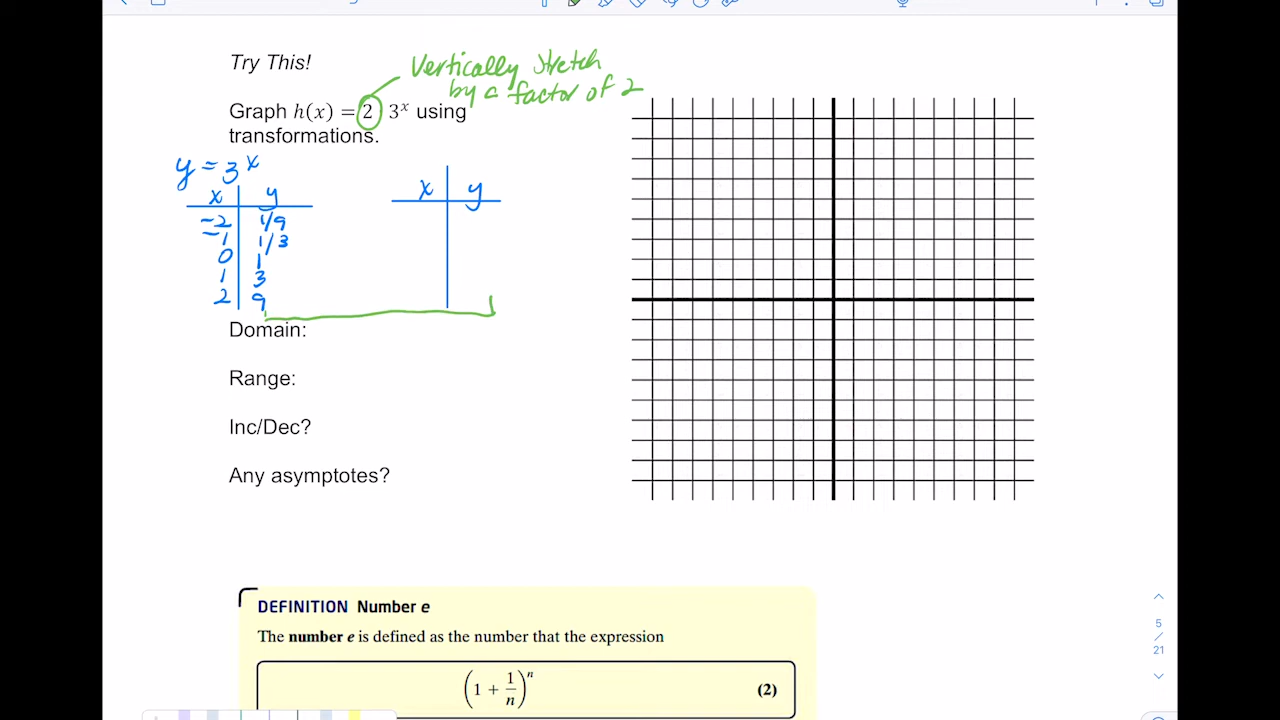 Try This!
Vertically stretch
by a factor of 2
Graph h(x) = 2 3ˣ using
transformations.
y = 3ˣ
x y
-2 1/9
-1 1/3
0 1
1 3
2 9
x y
Domain:
Range:
Inc/Dec?
Any asymptotes?
DEFINITION Number e
The number e is defined as the number that the expression
(1 + 1/n)ⁿ (2)
5
/
21